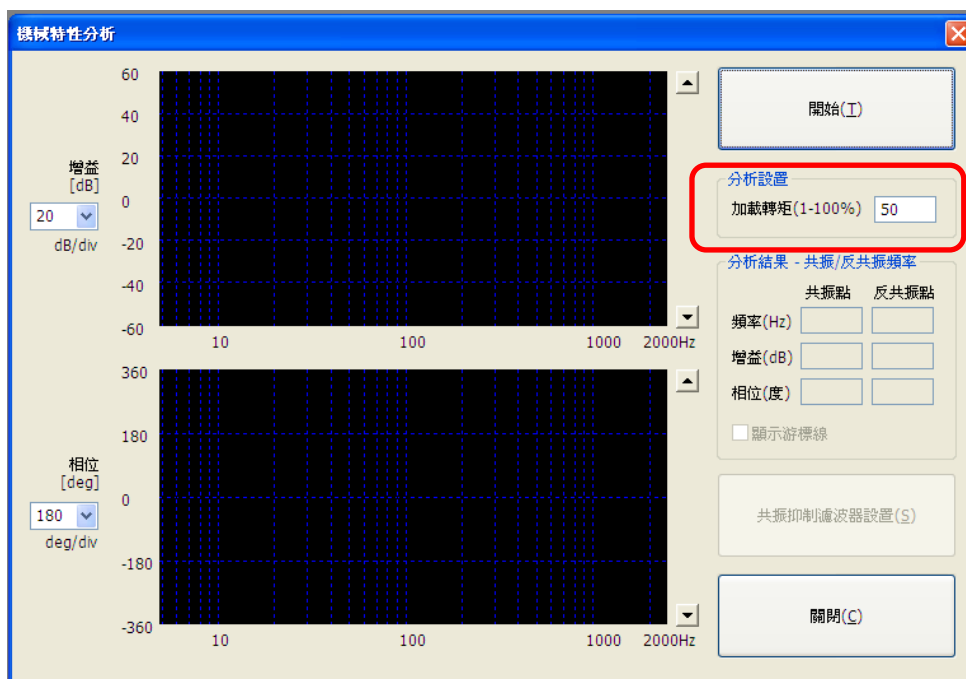 機械特性分析
60
40
20
0
-20
-40
-60
增益
[dB]
20
dB/div
10 100 1000 2000Hz
360
180
0
-180
-360
相位
[deg]
180
deg/div
10 100 1000 2000Hz
開始(T)
分析設置
加載轉矩(1-100%) 50
分析結果 - 共振/反共振頻率
共振點 反共振點
頻率(Hz)
增益(dB)
相位(度)
顯示游標線
共振抑制濾波器設置(S)
關閉(C)